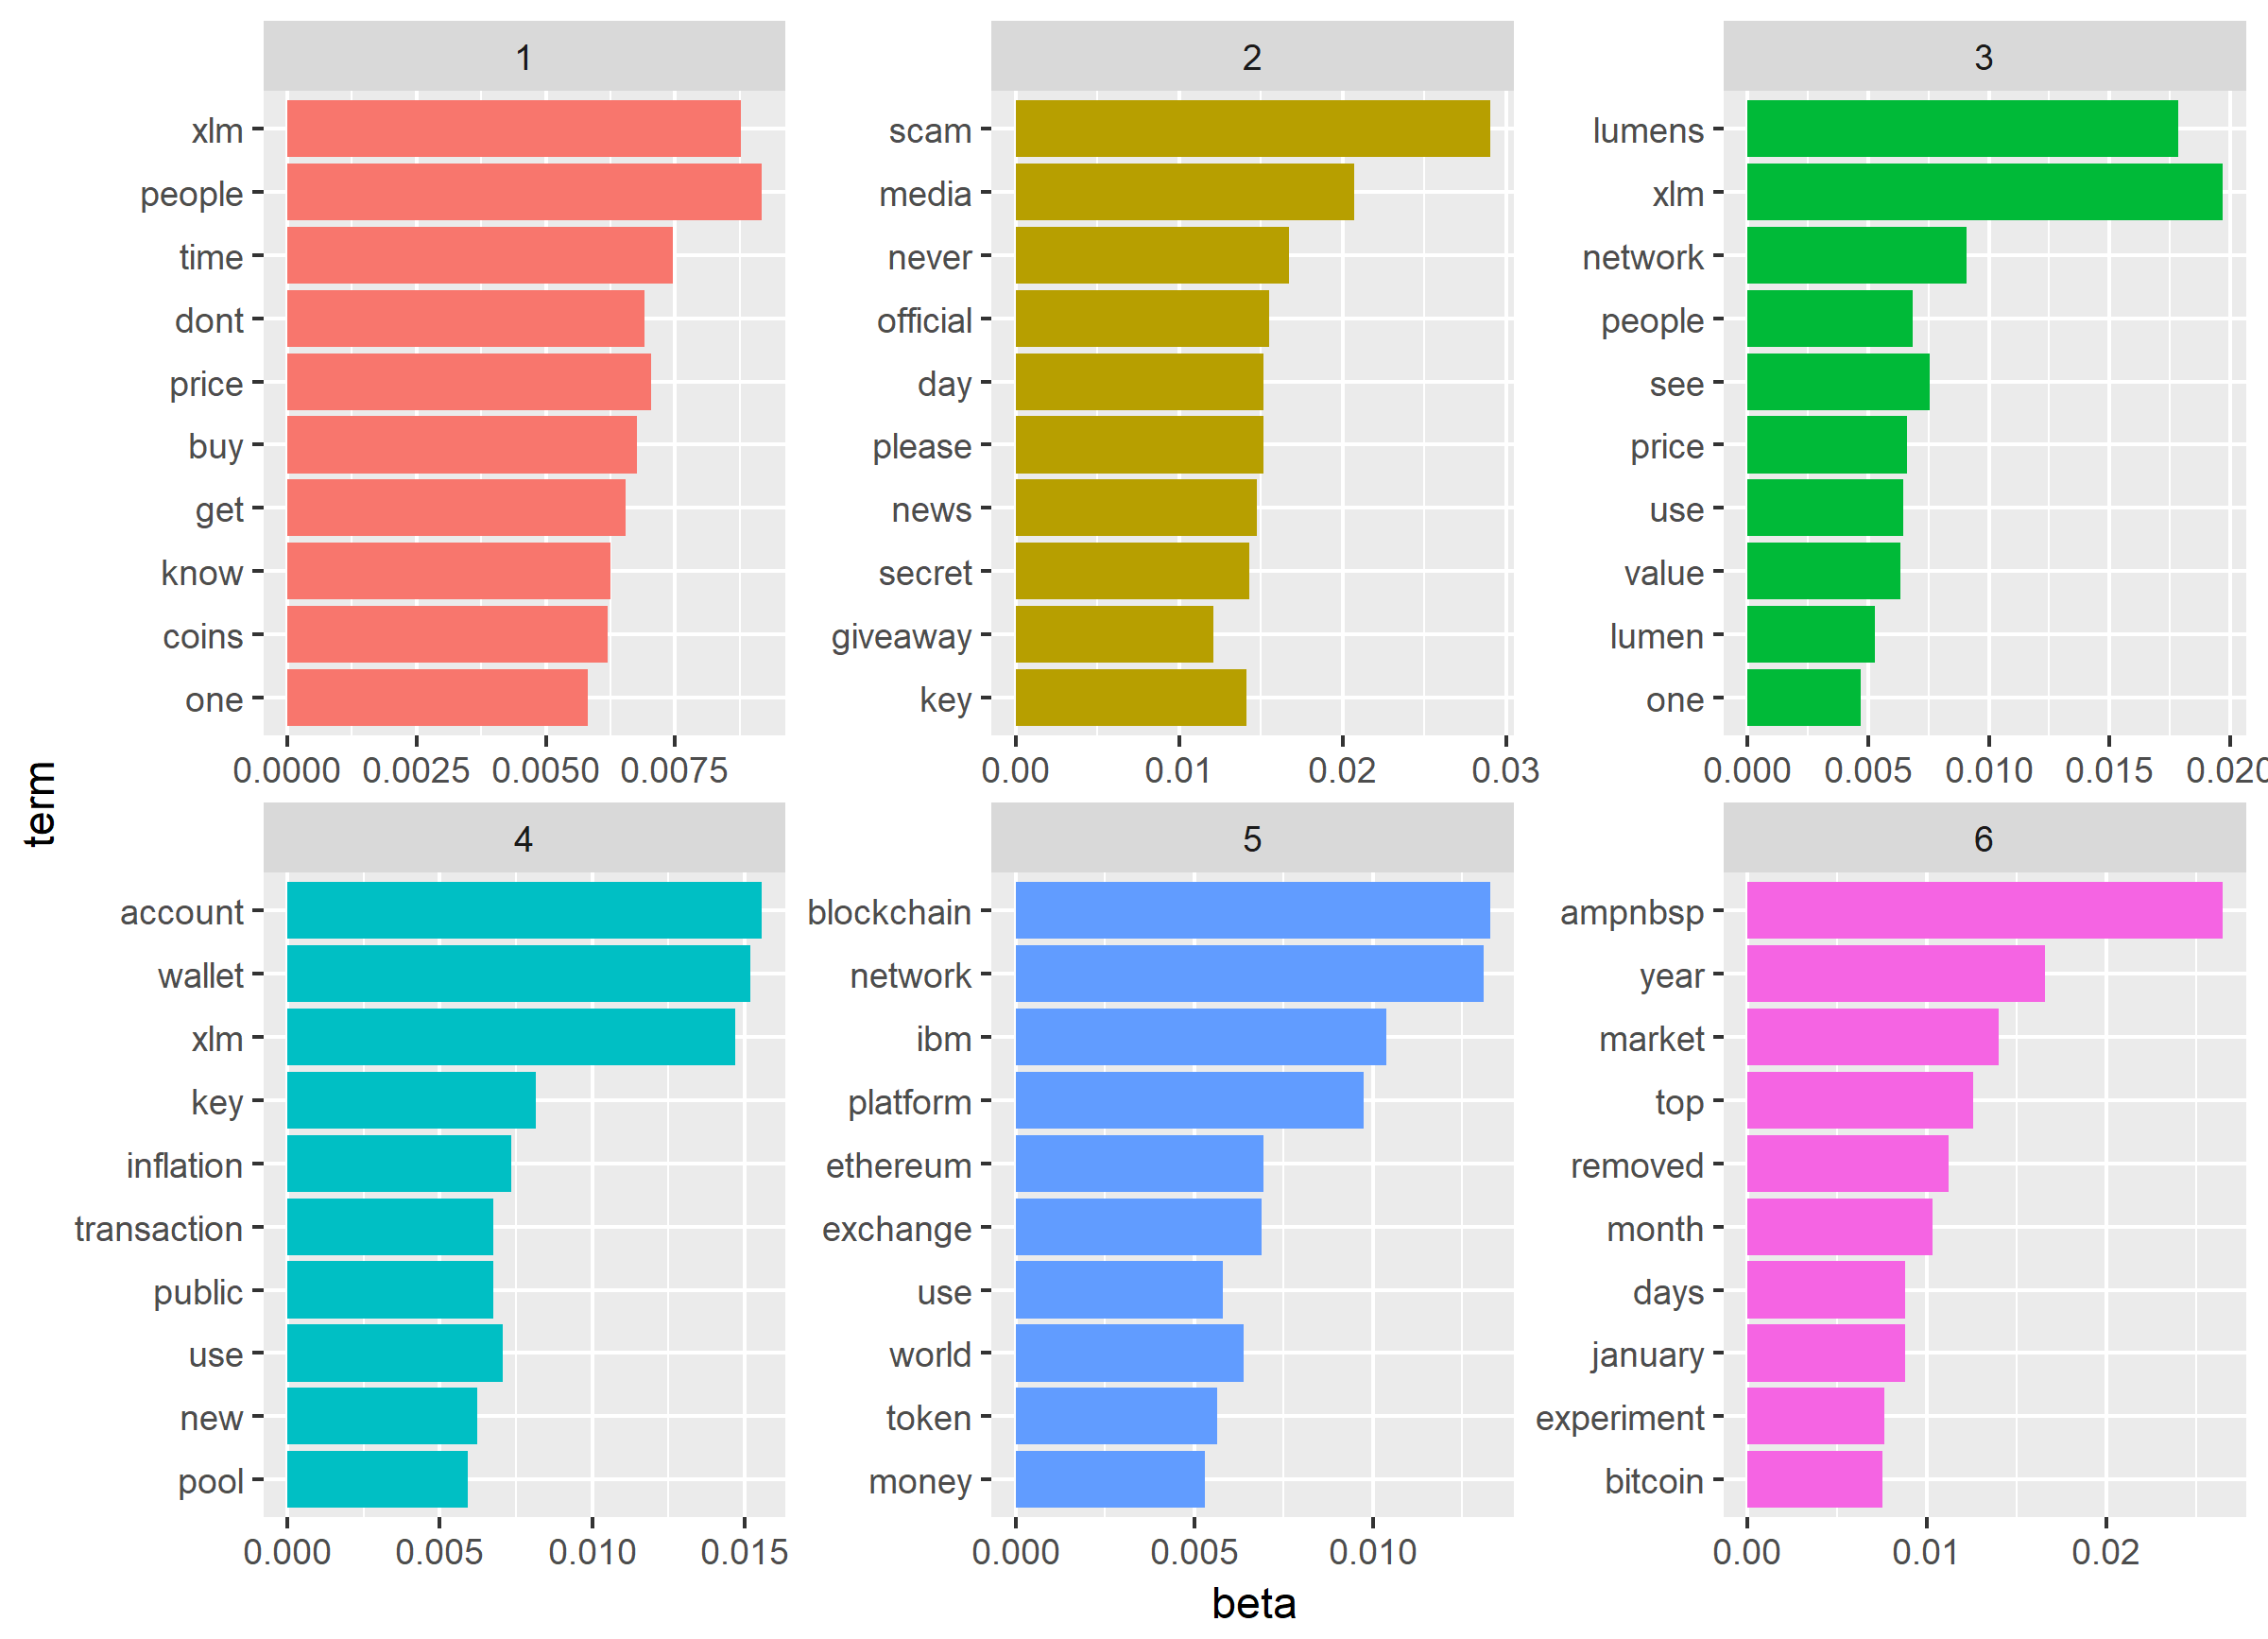 1
xlm
people
time
dont
price
buy
get
know
coins
one
0.0000 0.0025 0.0050 0.0075
2
scam
media
never
official
day
please
news
secret
giveaway
key
0.00 0.01 0.02 0.03
3
lumens
xlm
network
people
see
price
use
value
lumen
one
0.000 0.005 0.010 0.015 0.020
term
4
account
wallet
xlm
key
inflation
transaction
public
use
new
pool
0.000 0.005 0.010 0.015
5
blockchain
network
ibm
platform
ethereum
exchange
use
world
token
money
0.000 0.005 0.010
6
ampnbsp
year
market
top
removed
month
days
january
experiment
bitcoin
0.00 0.01 0.02
beta